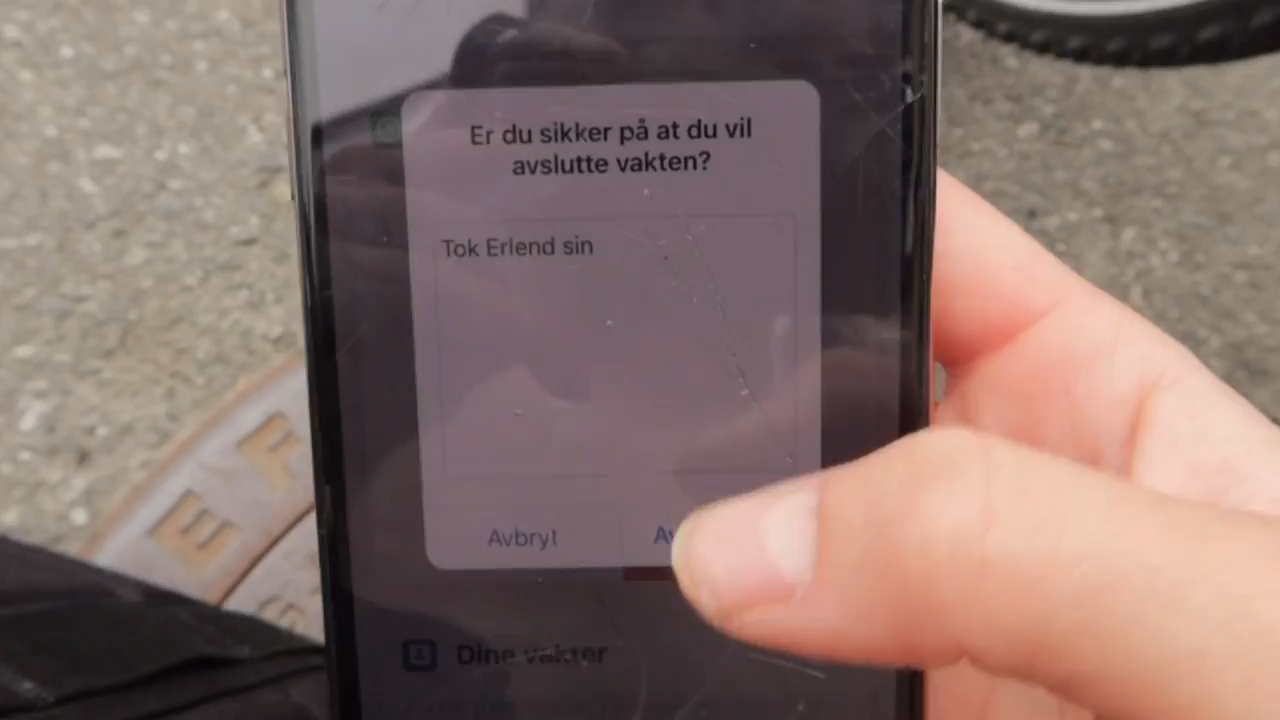 Er du sikker på at du vil
avslutte vakten?
Tok Erlend sin
Avbryt
Dine vakter